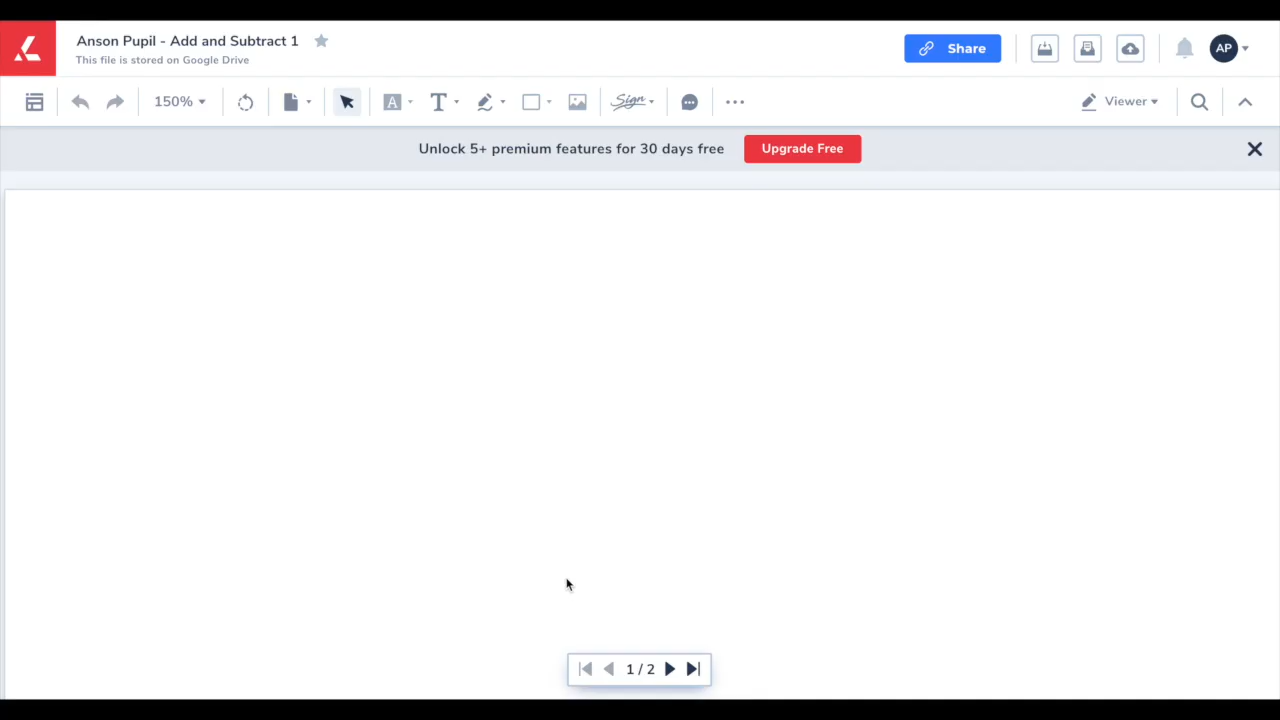 Anson Pupil - Add and Subtract 1
This file is stored on Google Drive
Share
AP
150%
A
T
Sign
Viewer
Unlock 5+ premium features for 30 days free
Upgrade Free
1 / 2